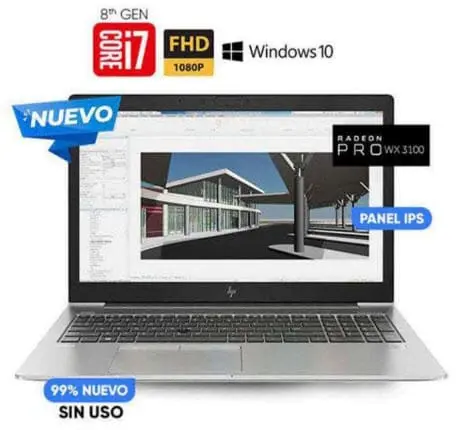 8th GEN
CORE i7
FHD
1080P
Windows 10
NUEVO
RADEON
PRO WX 3100
PANEL IPS
hp
99% NUEVO
SIN USO